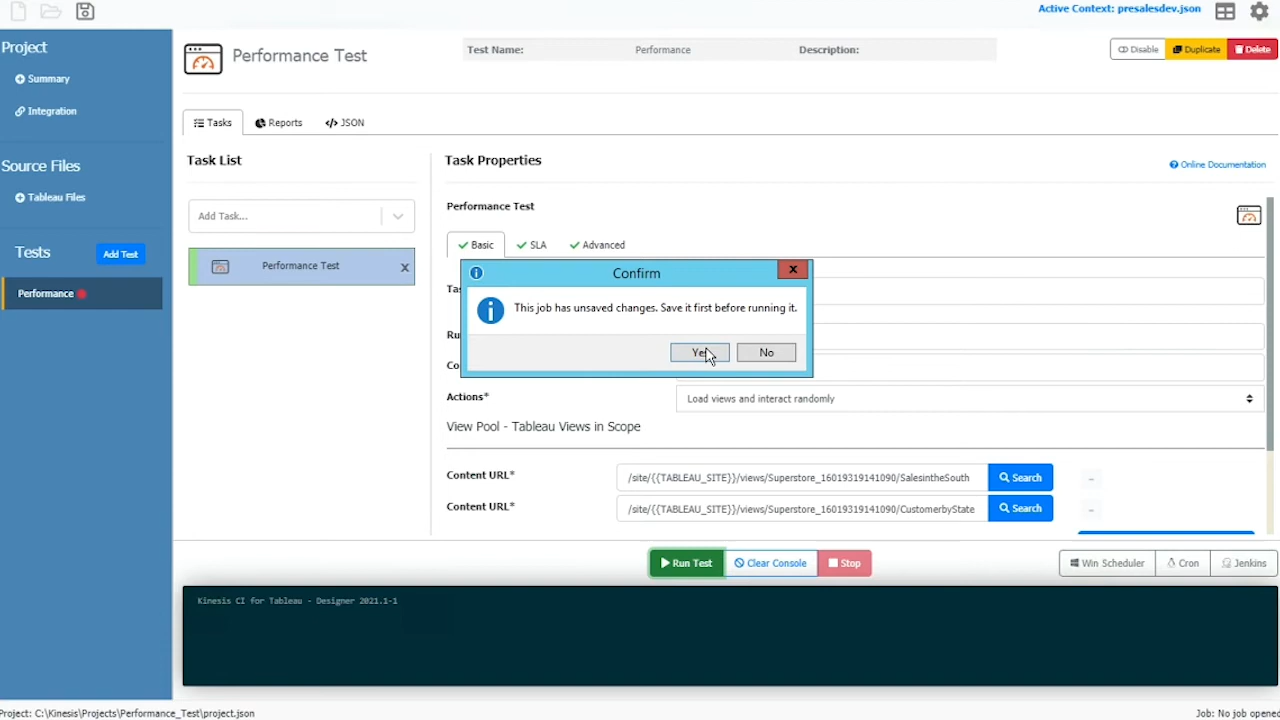 Active Context: presalesdev.json
Project
Summary
Integration
Source Files
Tableau Files
Tests
Add Test
Performance
Performance Test
Test Name:
Performance
Description:
Disable
Duplicate
Delete
Tasks
Reports
JSON
Task List
Add Task...
Performance Test
Task Properties
Online Documentation
Performance Test
Basic
SLA
Advanced
Confirm
This job has unsaved changes. Save it first before running it.
No
Actions*
Load views and interact randomly
View Pool - Tableau Views in Scope
Content URL*
/site/{{TABLEAU_SITE}}/views/Superstore_16019319141090/SalesintheSouth
Search
Content URL*
/site/{{TABLEAU_SITE}}/views/Superstore_16019319141090/CustomerbyState
Search
Run Test
Clear Console
Stop
Win Scheduler
Cron
Jenkins
Kinesis CI for Tableau - Designer 2021.1-1
Project: C:\Kinesis\Projects\Performance_Test\project.json
Job: No job opened